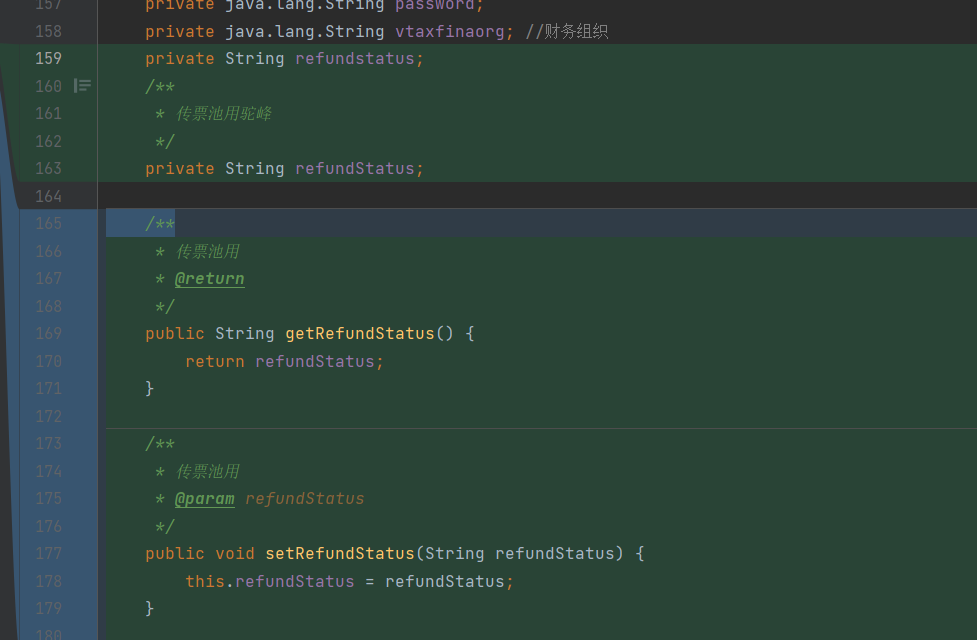 157 private java.lang.String password;
158 private java.lang.String vtaxfinaorg; //财务组织
159 private String refundstatus;
160 /**
161 * 传票池用驼峰
162 */
163 private String refundStatus;
164
165 /**
166 * 传票池用
167 * @return
168 */
169 public String getRefundStatus() {
170 return refundStatus;
171 }
172
173 /**
174 * 传票池用
175 * @param refundStatus
176 */
177 public void setRefundStatus(String refundStatus) {
178 this.refundStatus = refundStatus;
179 }
180